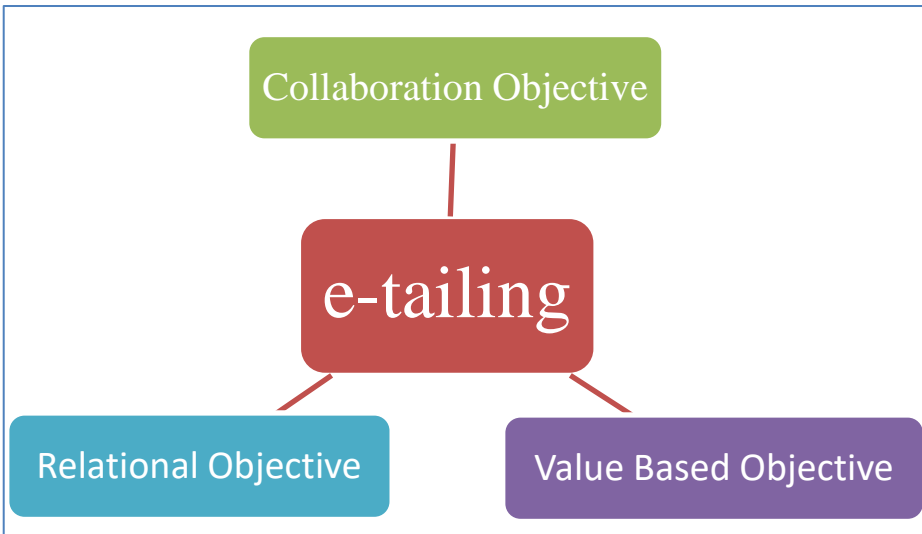 Collaboration Objective
e-tailing
Relational Objective
Value Based Objective